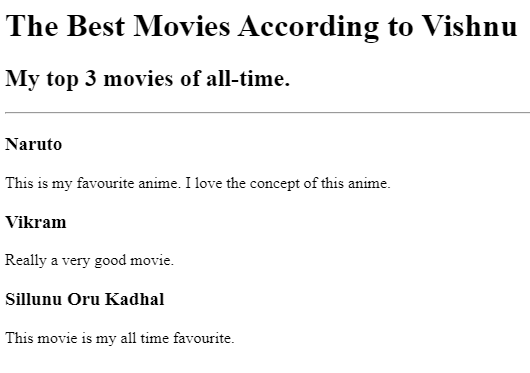 The Best Movies According to Vishnu
My top 3 movies of all-time.
Naruto
This is my favourite anime. I love the concept of this anime.
Vikram
Really a very good movie.
Sillunu Oru Kadhal
This movie is my all time favourite.